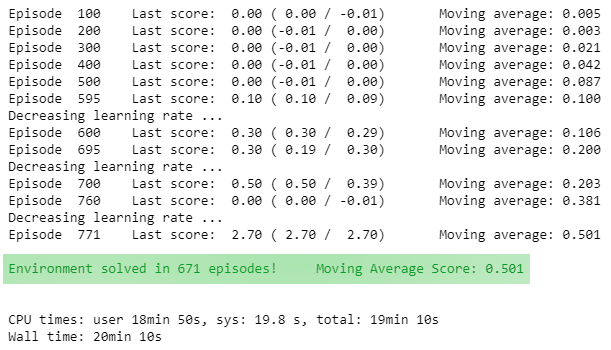 Episode  100    Last score:  0.00 ( 0.00 / -0.01)       Moving average: 0.005
Episode  200    Last score:  0.00 (-0.01 /  0.00)       Moving average: 0.003
Episode  300    Last score:  0.00 (-0.01 /  0.00)       Moving average: 0.021
Episode  400    Last score:  0.00 (-0.01 /  0.00)       Moving average: 0.042
Episode  500    Last score:  0.00 (-0.01 /  0.00)       Moving average: 0.087
Episode  595    Last score:  0.10 ( 0.10 /  0.09)       Moving average: 0.100
Decreasing learning rate ...
Episode  600    Last score:  0.30 ( 0.30 /  0.29)       Moving average: 0.106
Episode  695    Last score:  0.30 ( 0.19 /  0.30)       Moving average: 0.200
Decreasing learning rate ...
Episode  700    Last score:  0.50 ( 0.50 /  0.39)       Moving average: 0.203
Episode  760    Last score:  0.00 ( 0.00 / -0.01)       Moving average: 0.381
Decreasing learning rate ...
Episode  771    Last score:  2.70 ( 2.70 /  2.70)       Moving average: 0.501
Environment solved in 671 episodes!     Moving Average Score: 0.501
CPU times: user 18min 50s, sys: 19.8 s, total: 19min 10s
Wall time: 20min 10s